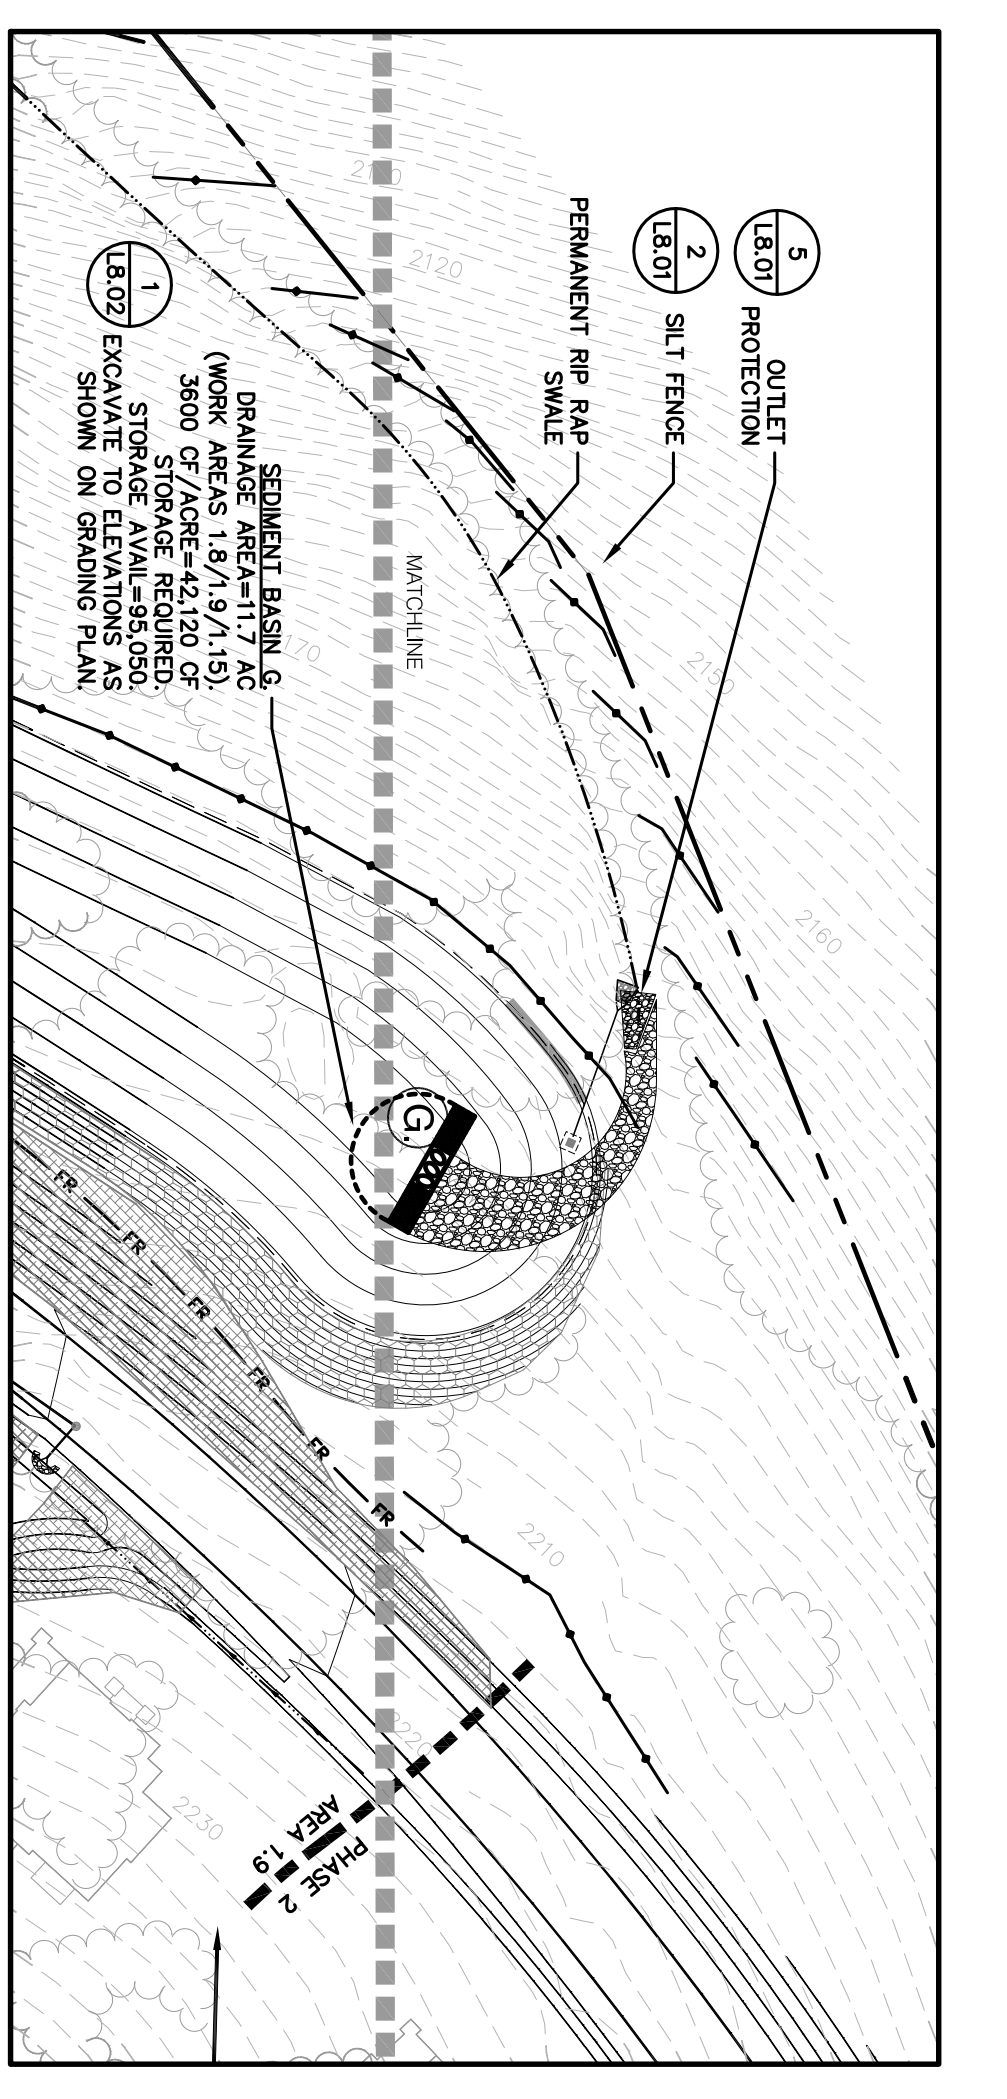 5
L8.01
OUTLET
PROTECTION
2
L8.01
SILT FENCE
PERMANENT RIP RAP
SWALE
SEDIMENT BASIN G.
DRAINAGE AREA=11.7 AC
(WORK AREAS 1.8/1.9/1.15).
3600 CF/ACRE=42,120 CF
STORAGE REQUIRED.
STORAGE AVAIL=95,050.
EXCAVATE TO ELEVATIONS AS
SHOWN ON GRADING PLAN.
1
L8.02
MATCHLINE
G.
2120
2150
2160
2210
2220
2230
FR
FR
FR
FR
FR
FR
AREA 1.9
PHASE 2